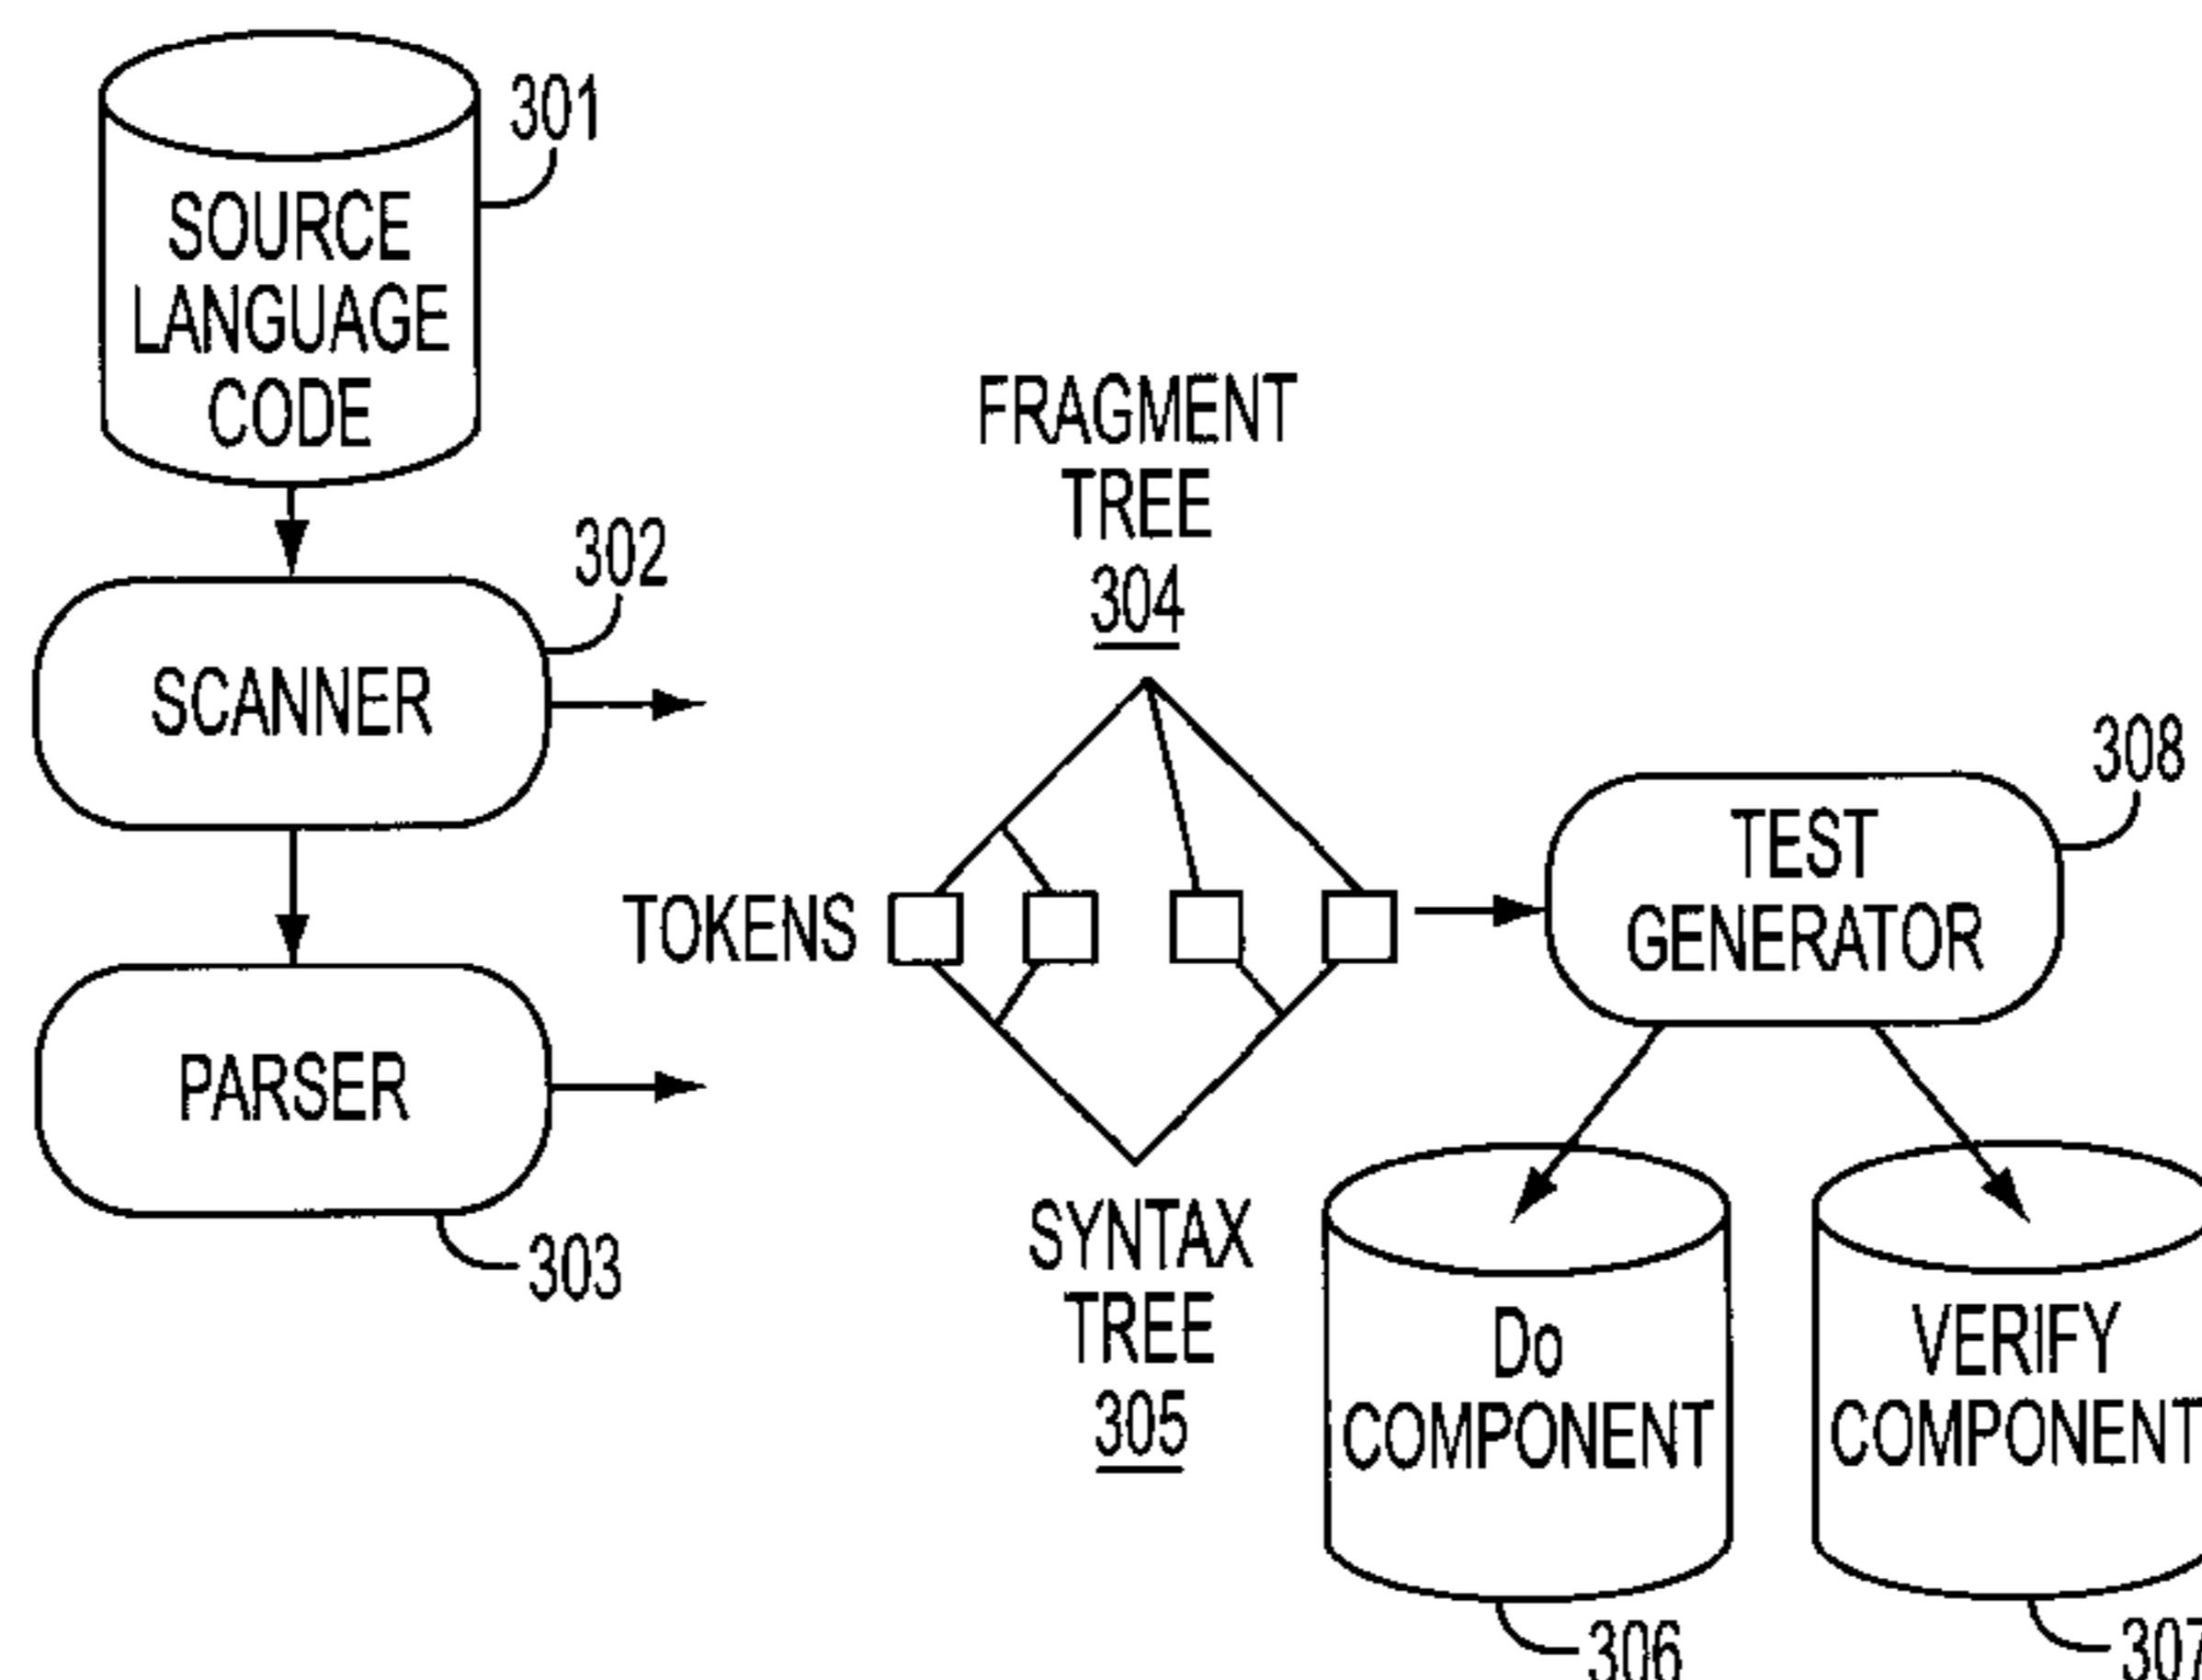 301
SOURCE
LANGUAGE
CODE
302
SCANNER
PARSER
303
FRAGMENT
TREE
304
TOKENS
SYNTAX
TREE
305
308
TEST
GENERATOR
Do
COMPONENT
306
VERIFY
COMPONENT
307